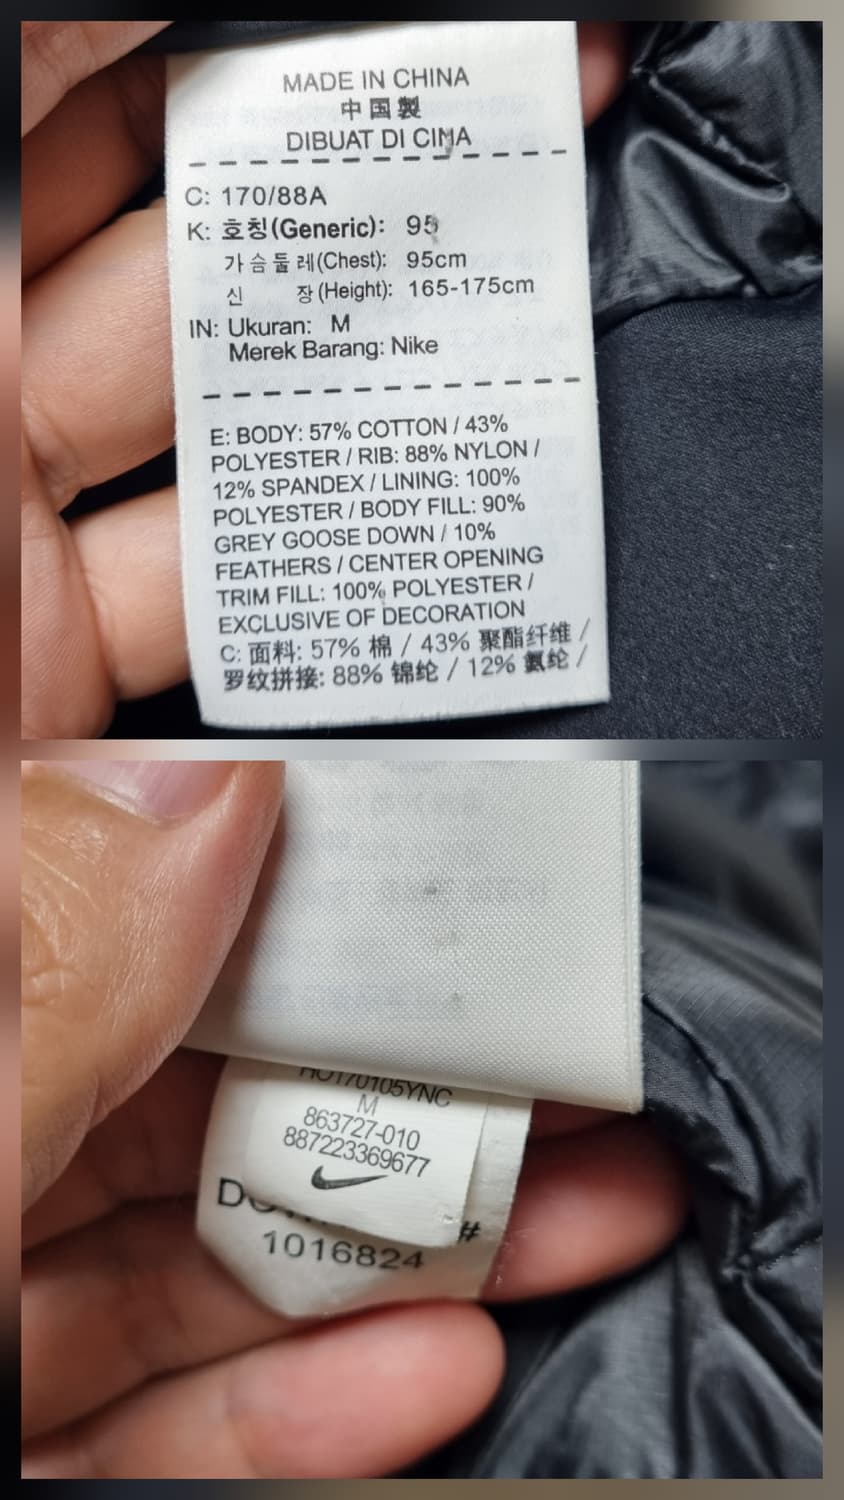 MADE IN CHINA
中国製
DIBUAT DI CINA
C: 170/88A
K: 호칭(Generic): 95
가슴둘레(Chest): 95cm
신 장(Height): 165-175cm
IN: Ukuran: M
Merek Barang: Nike
E: BODY: 57% COTTON / 43%
POLYESTER / RIB: 88% NYLON /
12% SPANDEX / LINING: 100%
POLYESTER / BODY FILL: 90%
GREY GOOSE DOWN / 10%
FEATHERS / CENTER OPENING
TRIM FILL: 100% POLYESTER /
EXCLUSIVE OF DECORATION
C: 面料: 57% 棉 / 43% 聚酯纤维 /
罗纹拼接: 88% 锦纶 / 12% 氨纶 /
M
863727-010
887223369677
#
1016824